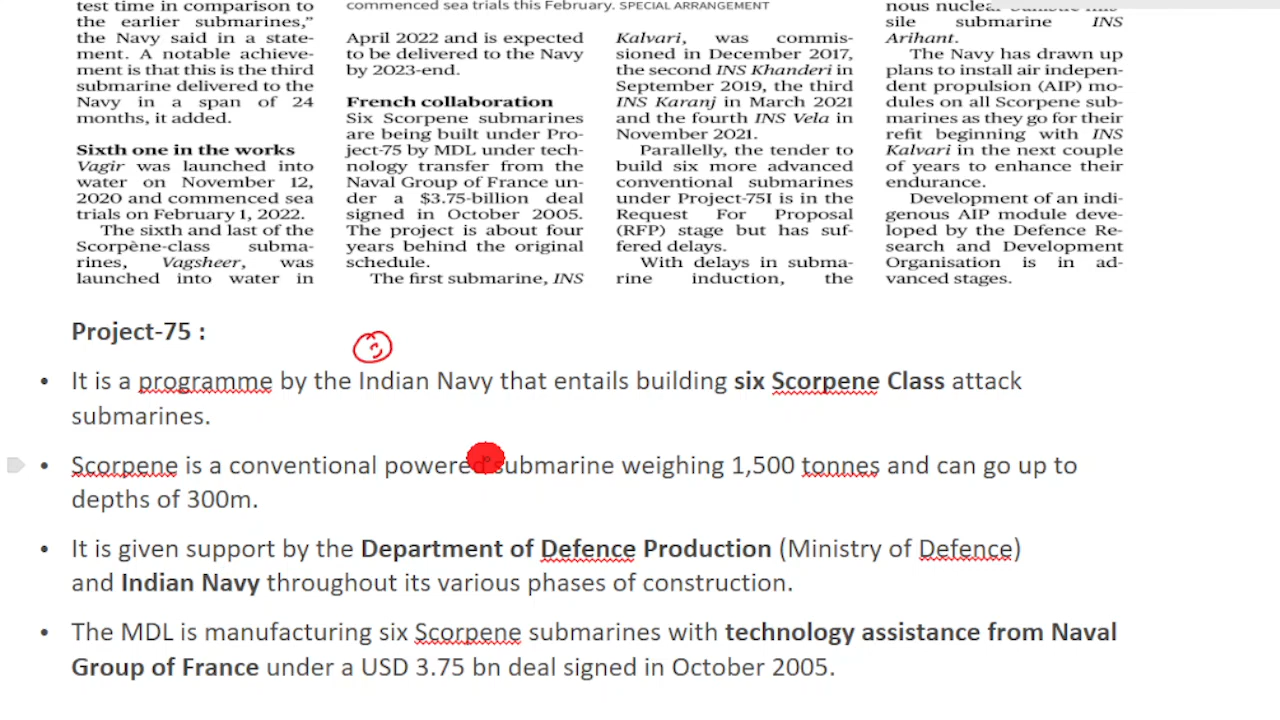 test time in comparison to
the earlier submarines,”
the Navy said in a state-
ment. A notable achieve-
ment is that this is the third
submarine delivered to the
Navy in a span of 24
months, it added.
Sixth one in the works
Vagir was launched into
water on November 12,
2020 and commenced sea
trials on February 1, 2022.
The sixth and last of the
Scorpène-class subma-
rines, Vagsheer, was
launched into water in
commenced sea trials this February. SPECIAL ARRANGEMENT
April 2022 and is expected
to be delivered to the Navy
by 2023-end.
French collaboration
Six Scorpene submarines
are being built under Pro-
ject-75 by MDL under tech-
nology transfer from the
Naval Group of France un-
der a $3.75-billion deal
signed in October 2005.
The project is about four
years behind the original
schedule.
The first submarine, INS
Kalvari, was commis-
sioned in December 2017,
the second INS Khanderi in
September 2019, the third
INS Karanj in March 2021
and the fourth INS Vela in
November 2021.
Parallelly, the tender to
build six more advanced
conventional submarines
under Project-75I is in the
Request For Proposal
(RFP) stage but has suf-
fered delays.
With delays in subma-
rine induction, the
nous nuclear
sile submarine INS
Arihant.
The Navy has drawn up
plans to install air indepen-
dent propulsion (AIP) mo-
dules on all Scorpene sub-
marines as they go for their
refit beginning with INS
Kalvari in the next couple
of years to enhance their
endurance.
Development of an indi-
genous AIP module deve-
loped by the Defence Re-
search and Development
Organisation is in ad-
vanced stages.
Project-75 :
• It is a programme by the Indian Navy that entails building six Scorpene Class attack
submarines.
• Scorpene is a conventional powered submarine weighing 1,500 tonnes and can go up to
depths of 300m.
• It is given support by the Department of Defence Production (Ministry of Defence)
and Indian Navy throughout its various phases of construction.
• The MDL is manufacturing six Scorpene submarines with technology assistance from Naval
Group of France under a USD 3.75 bn deal signed in October 2005.